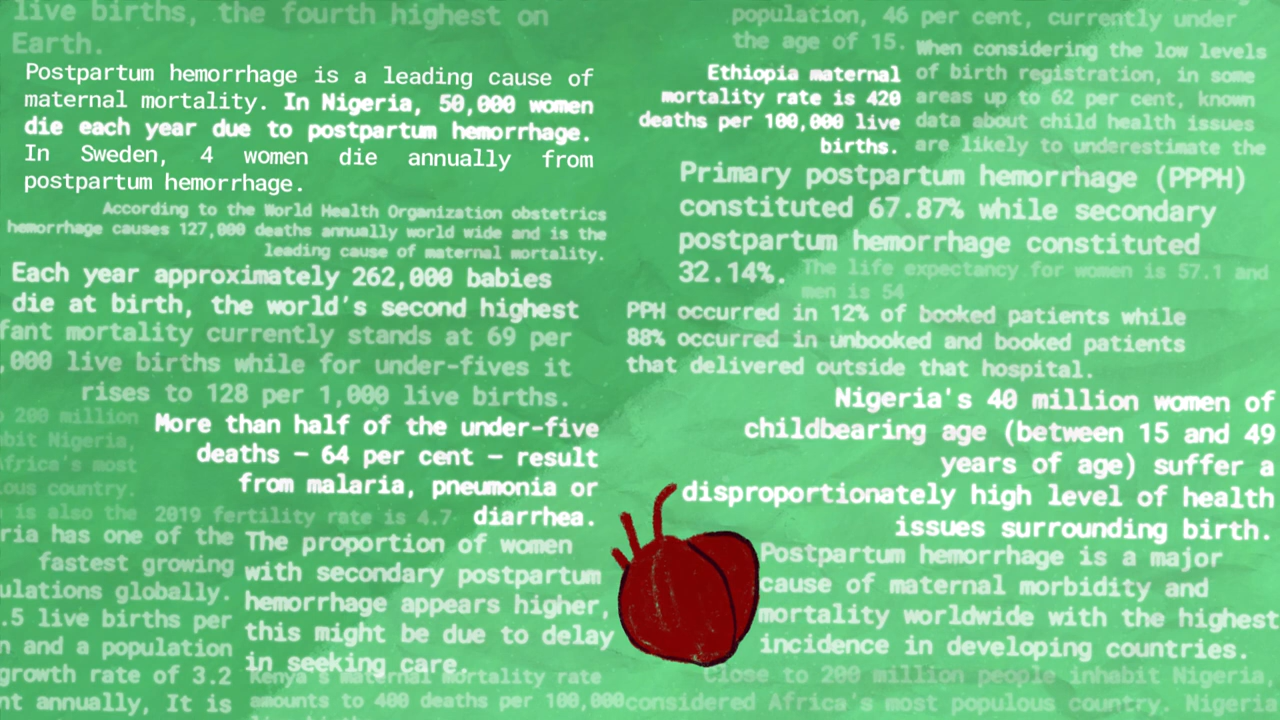 live births, the fourth highest on
Earth.
Postpartum hemorrhage is a leading cause of
maternal mortality. In Nigeria, 50,000 women
die each year due to postpartum hemorrhage.
In Sweden, 4 women die annually from
postpartum hemorrhage.
According to the World Health Organization obstetrics
hemorrhage causes 127,000 deaths annually world wide and is the
leading cause of maternal mortality.
Each year approximately 262,000 babies
die at birth, the world's second highest
fant mortality currently stands at 69 per
,000 live births while for under-fives it
rises to 128 per 1,000 live births.
200 million
bit Nigeria,
frica's most
ous country.
is also the
More than half of the under-five
deaths – 64 per cent – result
from malaria, pneumonia or
diarrhea.
2019 fertility rate is 4.7
ria has one of the
fastest growing
ulations globally.
.5 live births per
n and a population
growth rate of 3.2
nt annually, It is
The proportion of women
with secondary postpartum
hemorrhage appears higher,
this might be due to delay
in seeking care.
Kenya's maternal mortality rate
amounts to 400 deaths per 100,000
population, 46 per cent, currently under
the age of 15.
When considering the low levels
of birth registration, in some
areas up to 62 per cent, known
data about child health issues
are likely to underestimate the
Ethiopia maternal
mortality rate is 420
deaths per 100,000 live
births.
Primary postpartum hemorrhage (PPPH)
constituted 67.87% while secondary
postpartum hemorrhage constituted
32.14%.
The life expectancy for women is 57.1 and
men is 54
PPH occurred in 12% of booked patients while
88% occurred in unbooked and booked patients
that delivered outside that hospital.
Nigeria's 40 million women of
childbearing age (between 15 and 49
years of age) suffer a
disproportionately high level of health
issues surrounding birth.
Postpartum hemorrhage is a major
cause of maternal morbidity and
mortality worldwide with the highest
incidence in developing countries.
Close to 200 million people inhabit Nigeria,
considered Africa's most populous country. Nigeria